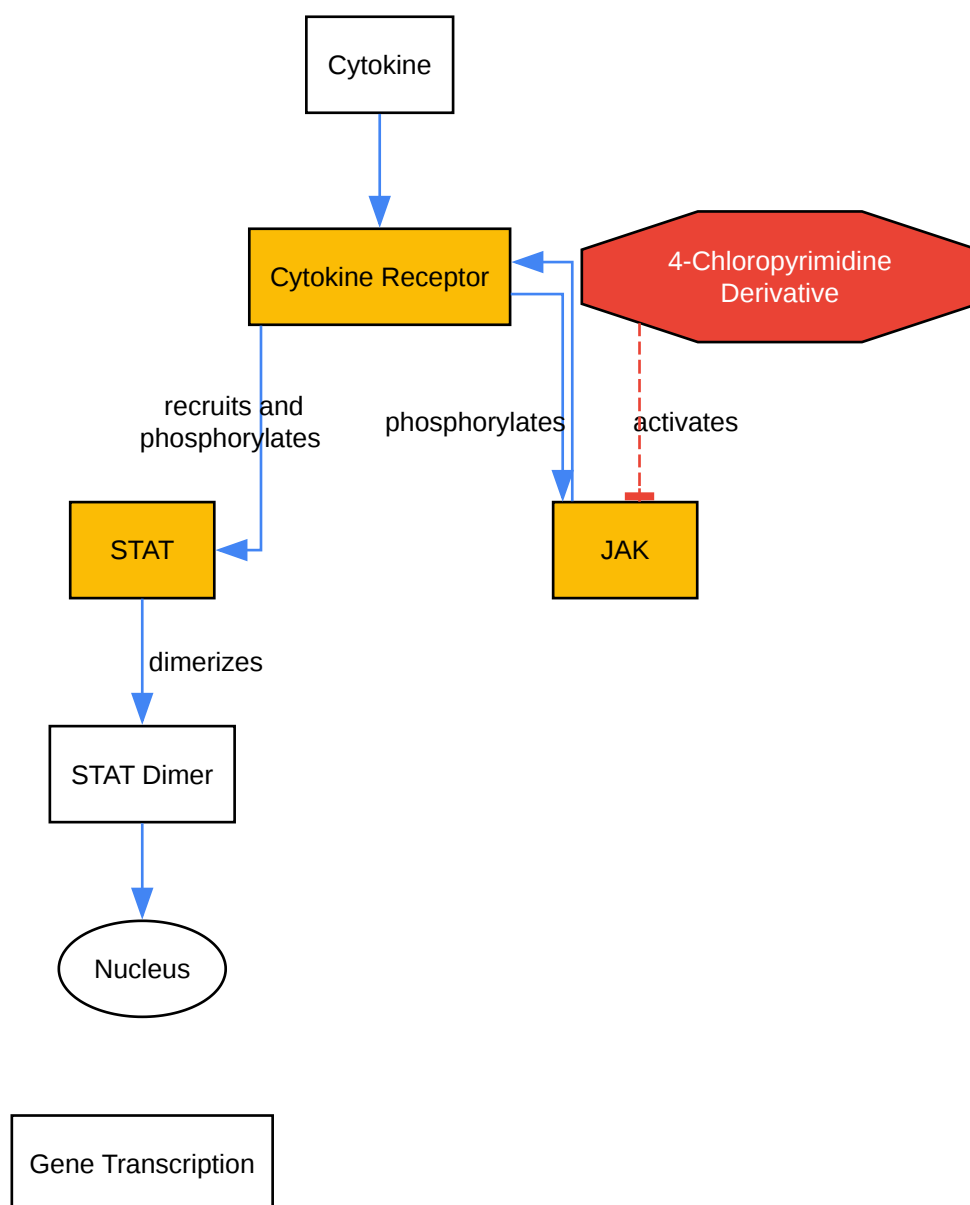 Cytokine
Cytokine Receptor
4-Chloropyrimidine
Derivative
recruits and
phosphorylates
phosphorylates
activates
STAT
JAK
dimerizes
STAT Dimer
Nucleus
Gene Transcription